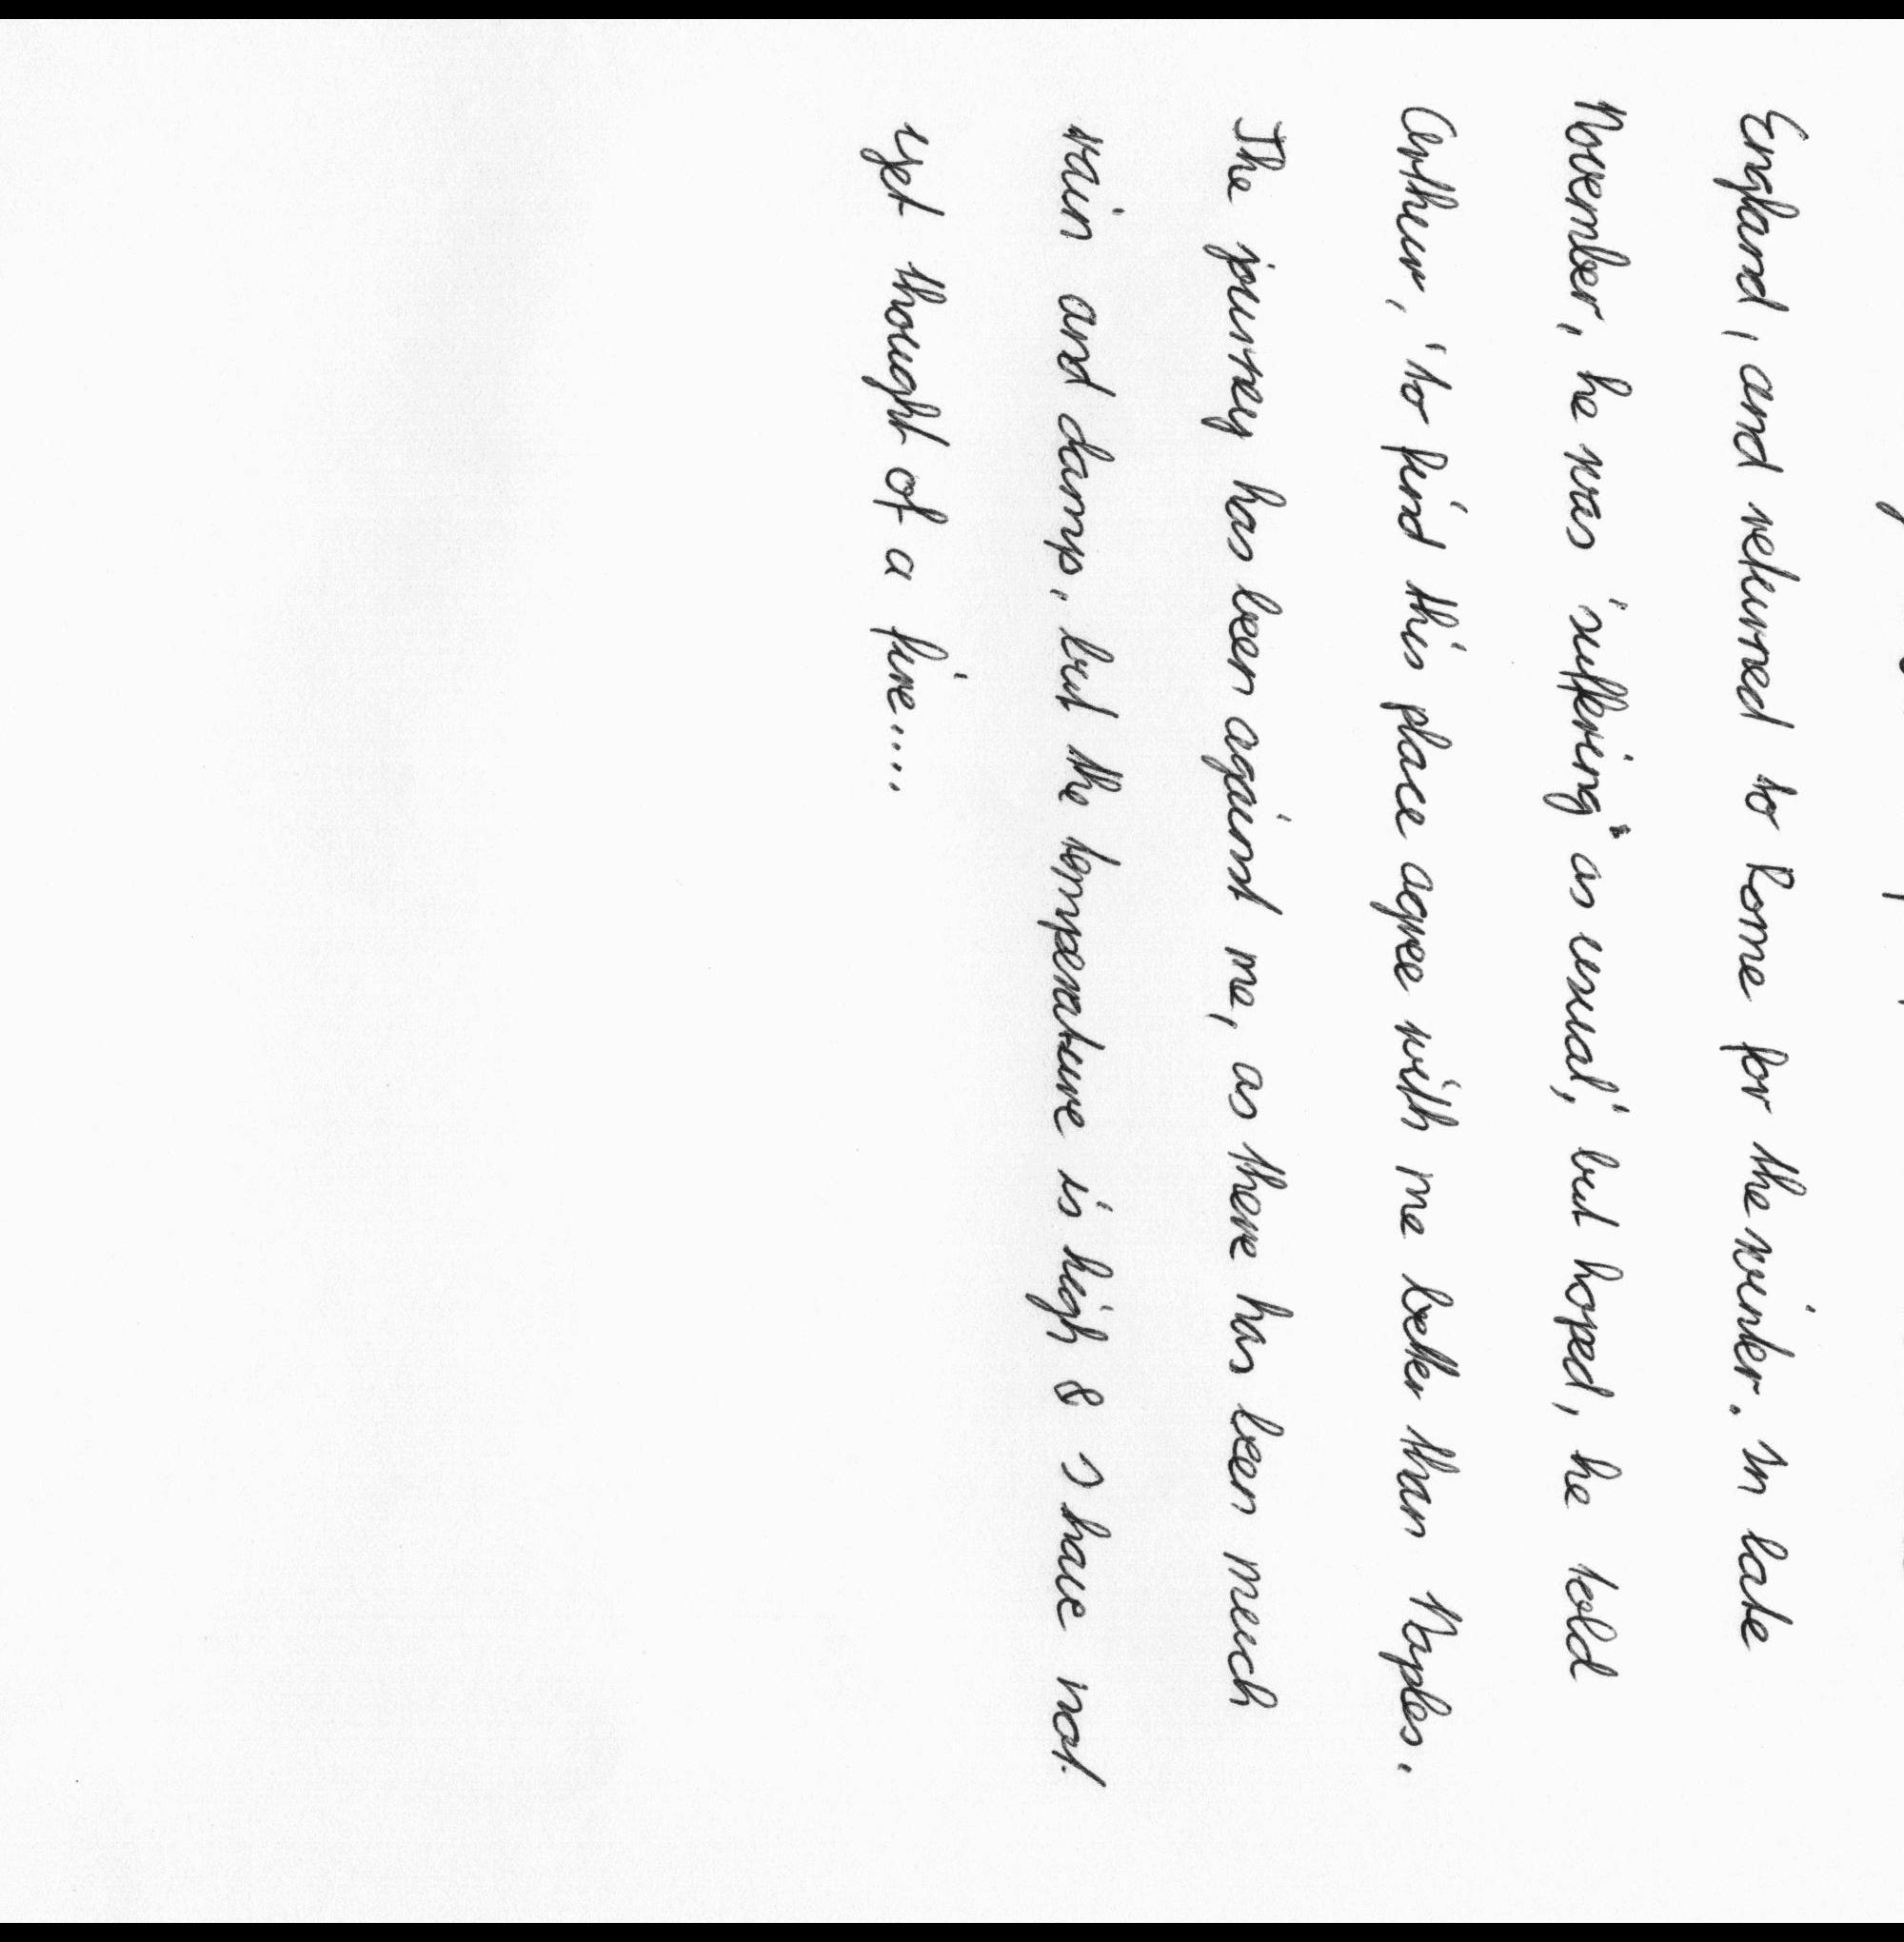 England, and returned to Rome for the winter. In late
November, he was "suffering" as usual," but hoped, he told
Arthur, "to find this place agree with me better than Naples.
The journey has been against me, as there has been much
rain and damp, but the temperature is high & I have not
yet thought of a fire.....